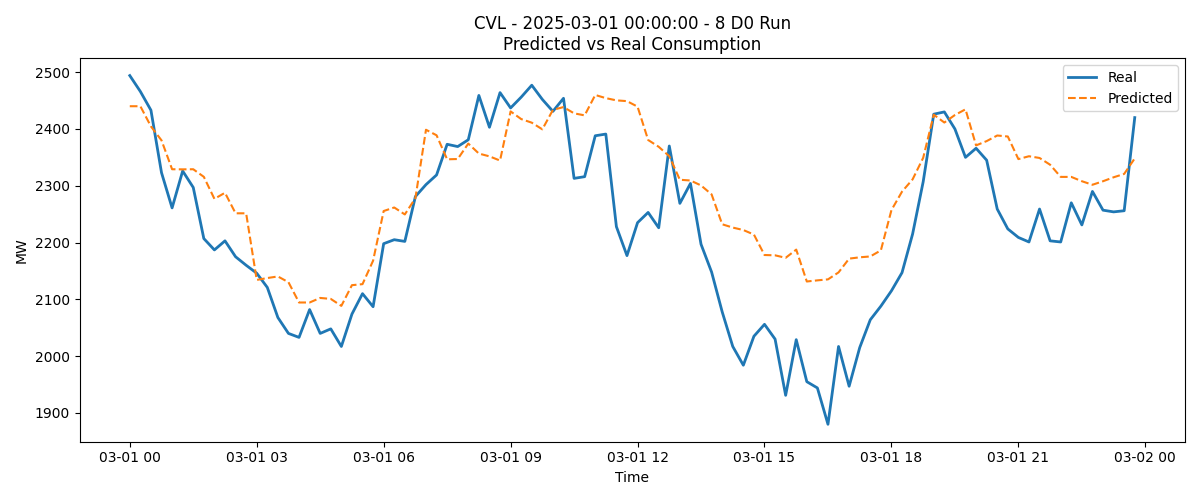 CVL - 2025-03-01 00:00:00 - 8 D0 Run
Predicted vs Real Consumption
Real
Predicted
2500
2400
2300
2200
2100
2000
1900
MW
03-01 00
03-01 03
03-01 06
03-01 09
03-01 12
03-01 15
03-01 18
03-01 21
03-02 00
Time